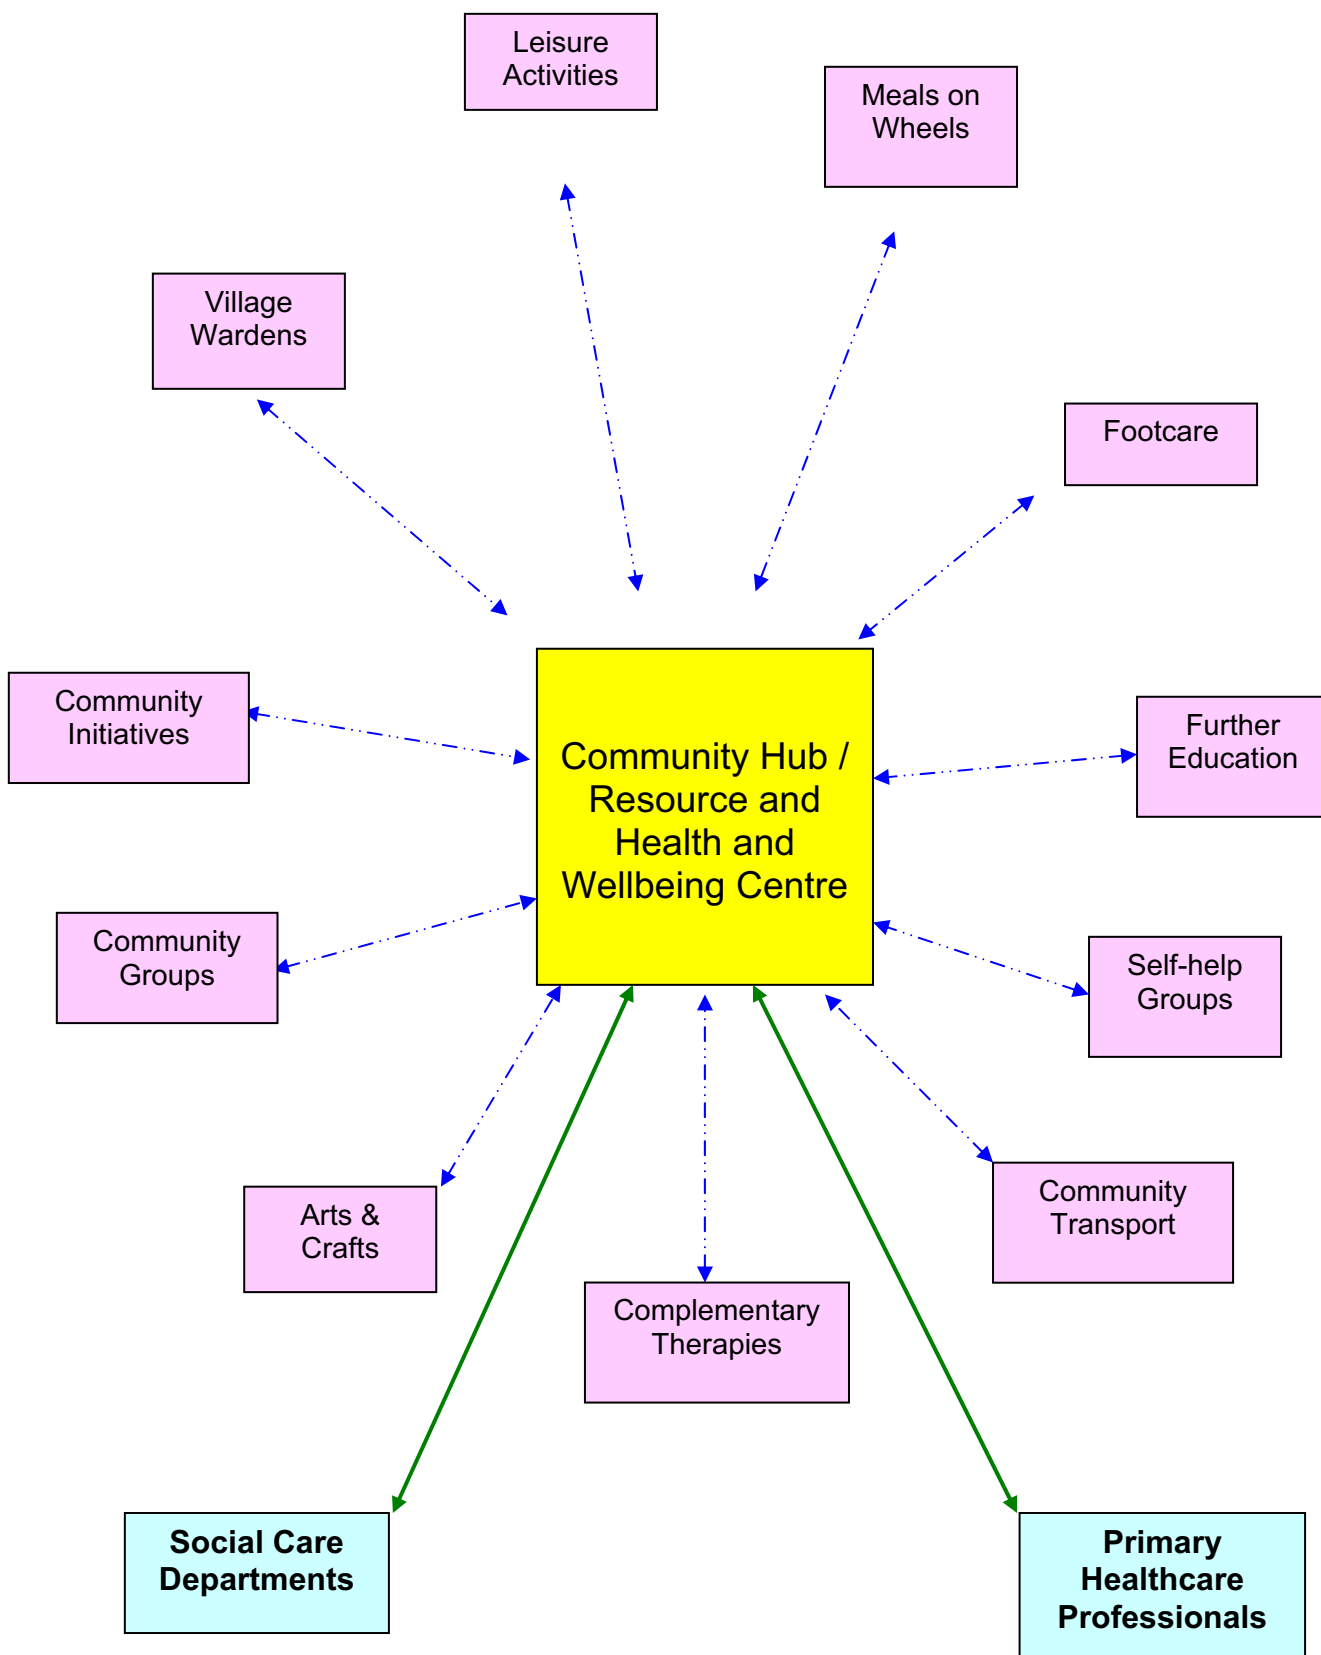 Leisure
Activities
Meals on
Wheels
Village
Wardens
Footcare
Community
Initiatives
Further
Education
Community Hub /
Resource and
Health and
Wellbeing Centre
Community
Groups
Self-help
Groups
Arts &
Crafts
Community
Transport
Complementary
Therapies
Social Care
Departments
Primary
Healthcare
Professionals